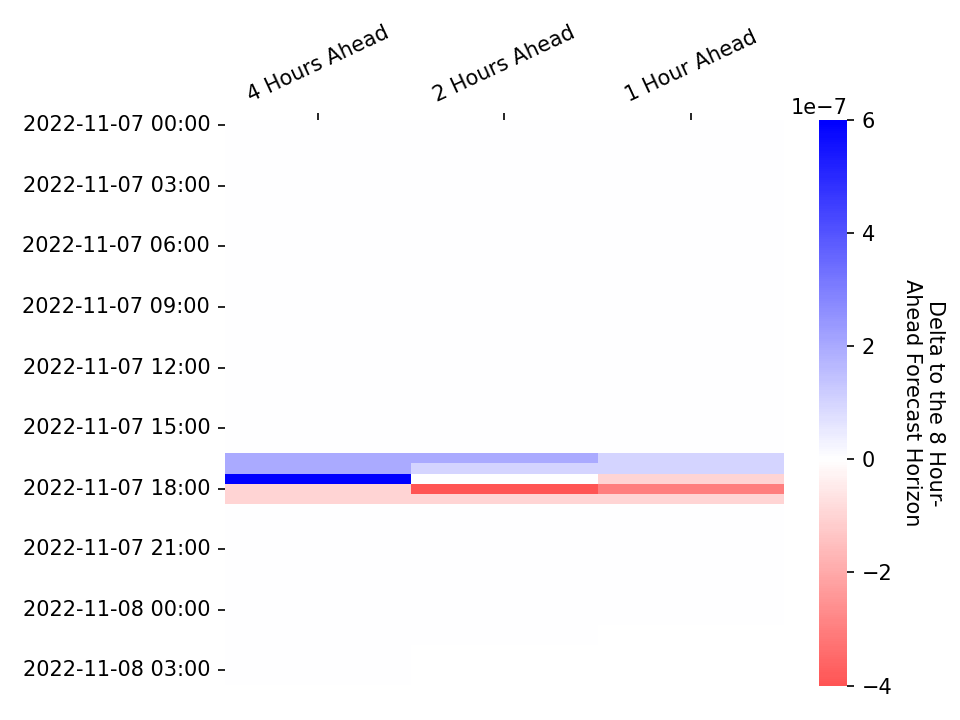 4 Hours Ahead
2 Hours Ahead
1 Hour Ahead
2022-11-07 00:00
2022-11-07 03:00
2022-11-07 06:00
2022-11-07 09:00
2022-11-07 12:00
2022-11-07 15:00
2022-11-07 18:00
2022-11-07 21:00
2022-11-08 00:00
2022-11-08 03:00
1e−7
6
4
2
0
−2
−4
Delta to the 8 Hour-
Ahead Forecast Horizon